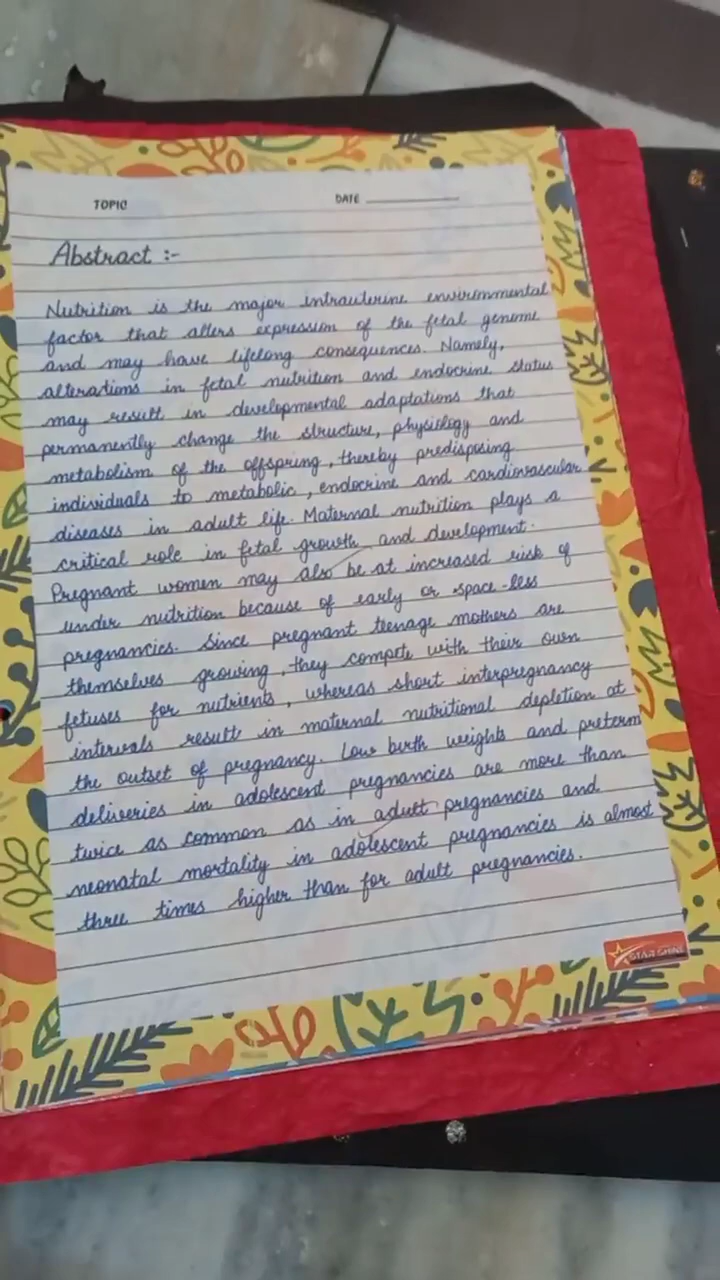 TOPIC
DATE
Abstract :-
Nutrition is the major intrauterine environmental
factor that alters expression of the fetal genome
and may have lifelong consequences. Namely,
alterations in fetal nutrition and endocrine status
may result in developmental adaptations that
permanently change the structure, physiology and
metabolism of the offspring, thereby predisposing
individuals to metabolic, endocrine and cardiovascular
diseases in adult life. Maternal nutrition plays a
critical role in fetal growth and development.
Pregnant women may also be at increased risk of
under nutrition because of early or space-less
pregnancies. Since pregnant teenage mothers are
themselves growing, they compete with their own
fetuses for nutrients, whereas short interpregnancy
intervals result in maternal nutritional depletion at
the outset of pregnancy. Low birth weights and preterm
deliveries in adolescent pregnancies are more than
twice as common as in adult pregnancies and
neonatal mortality in adolescent pregnancies is almost
three times higher than for adult pregnancies.
STAR SHINE